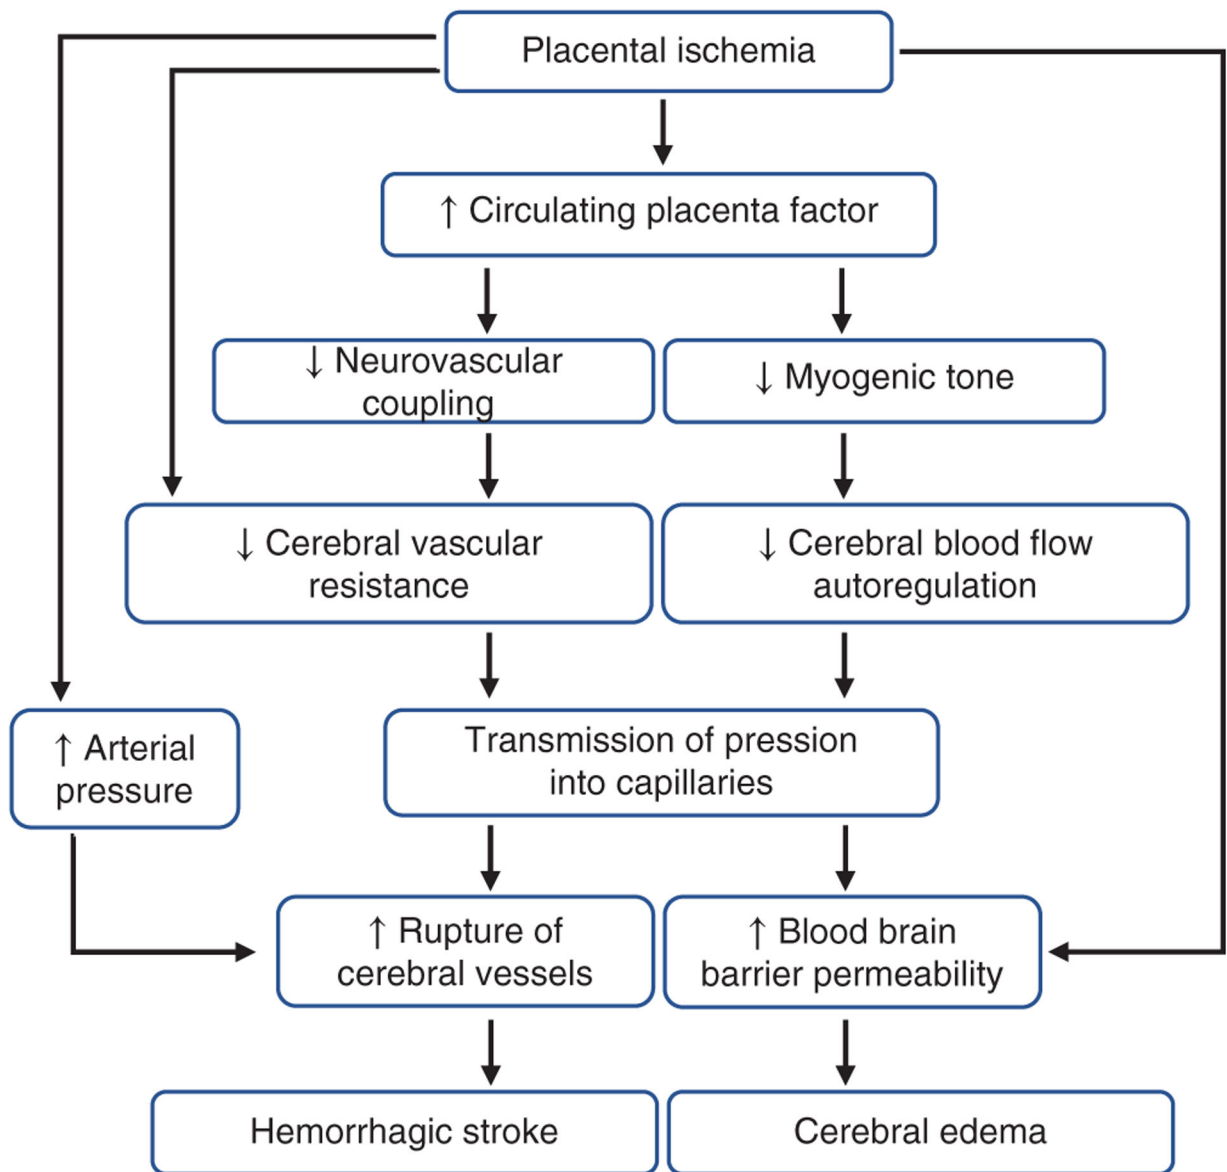 Placental ischemia
↑ Circulating placenta factor
↓ Neurovascular
coupling
↓ Myogenic tone
↓ Cerebral vascular
resistance
↓ Cerebral blood flow
autoregulation
↑ Arterial
pressure
Transmission of pression
into capillaries
↑ Rupture of
cerebral vessels
↑ Blood brain
barrier permeability
Hemorrhagic stroke
Cerebral edema